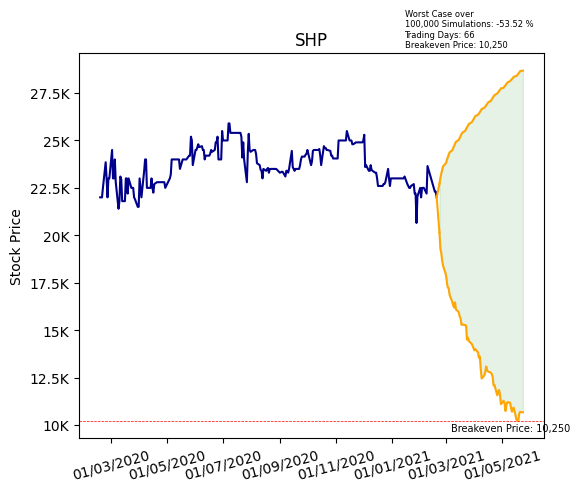 Worst Case over
100,000 Simulations: -53.52 %
Trading Days: 66
Breakeven Price: 10,250
SHP
Stock Price
27.5K
25K
22.5K
20K
17.5K
15K
12.5K
10K
Breakeven Price: 10,250
01/03/2020
01/05/2020
01/07/2020
01/09/2020
01/11/2020
01/01/2021
01/03/2021
01/05/2021